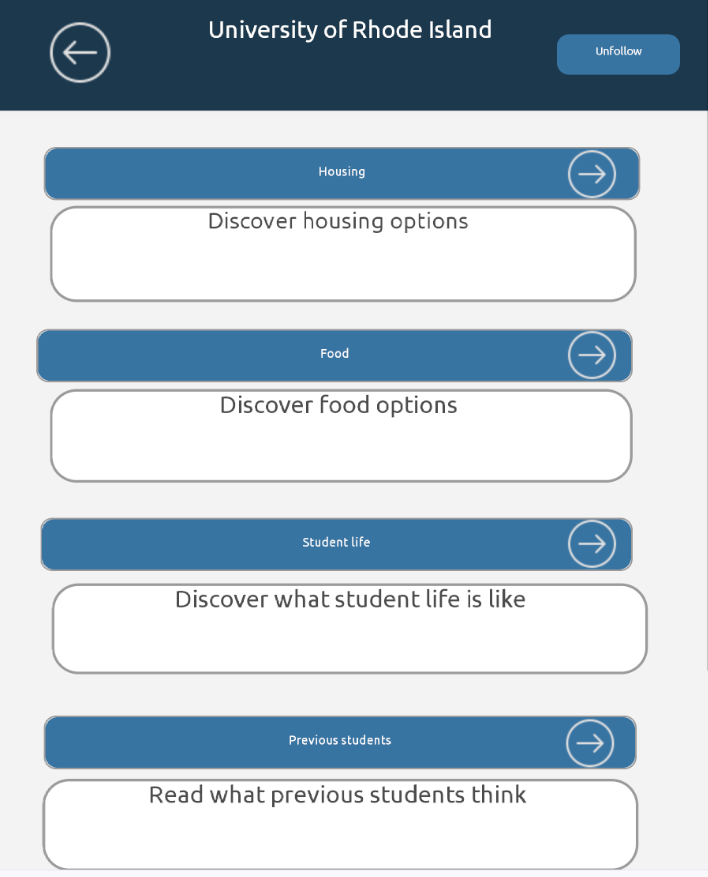 University of Rhode Island
Unfollow
Housing
Discover housing options
Food
Discover food options
Student life
Discover what student life is like
Previous students
Read what previous students think